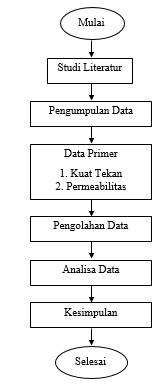 Mulai
Studi Literatur
Pengumpulan Data
Data Primer
1. Kuat Tekan
2. Permeabilitas
Pengolahan Data
Analisa Data
Kesimpulan
Selesai